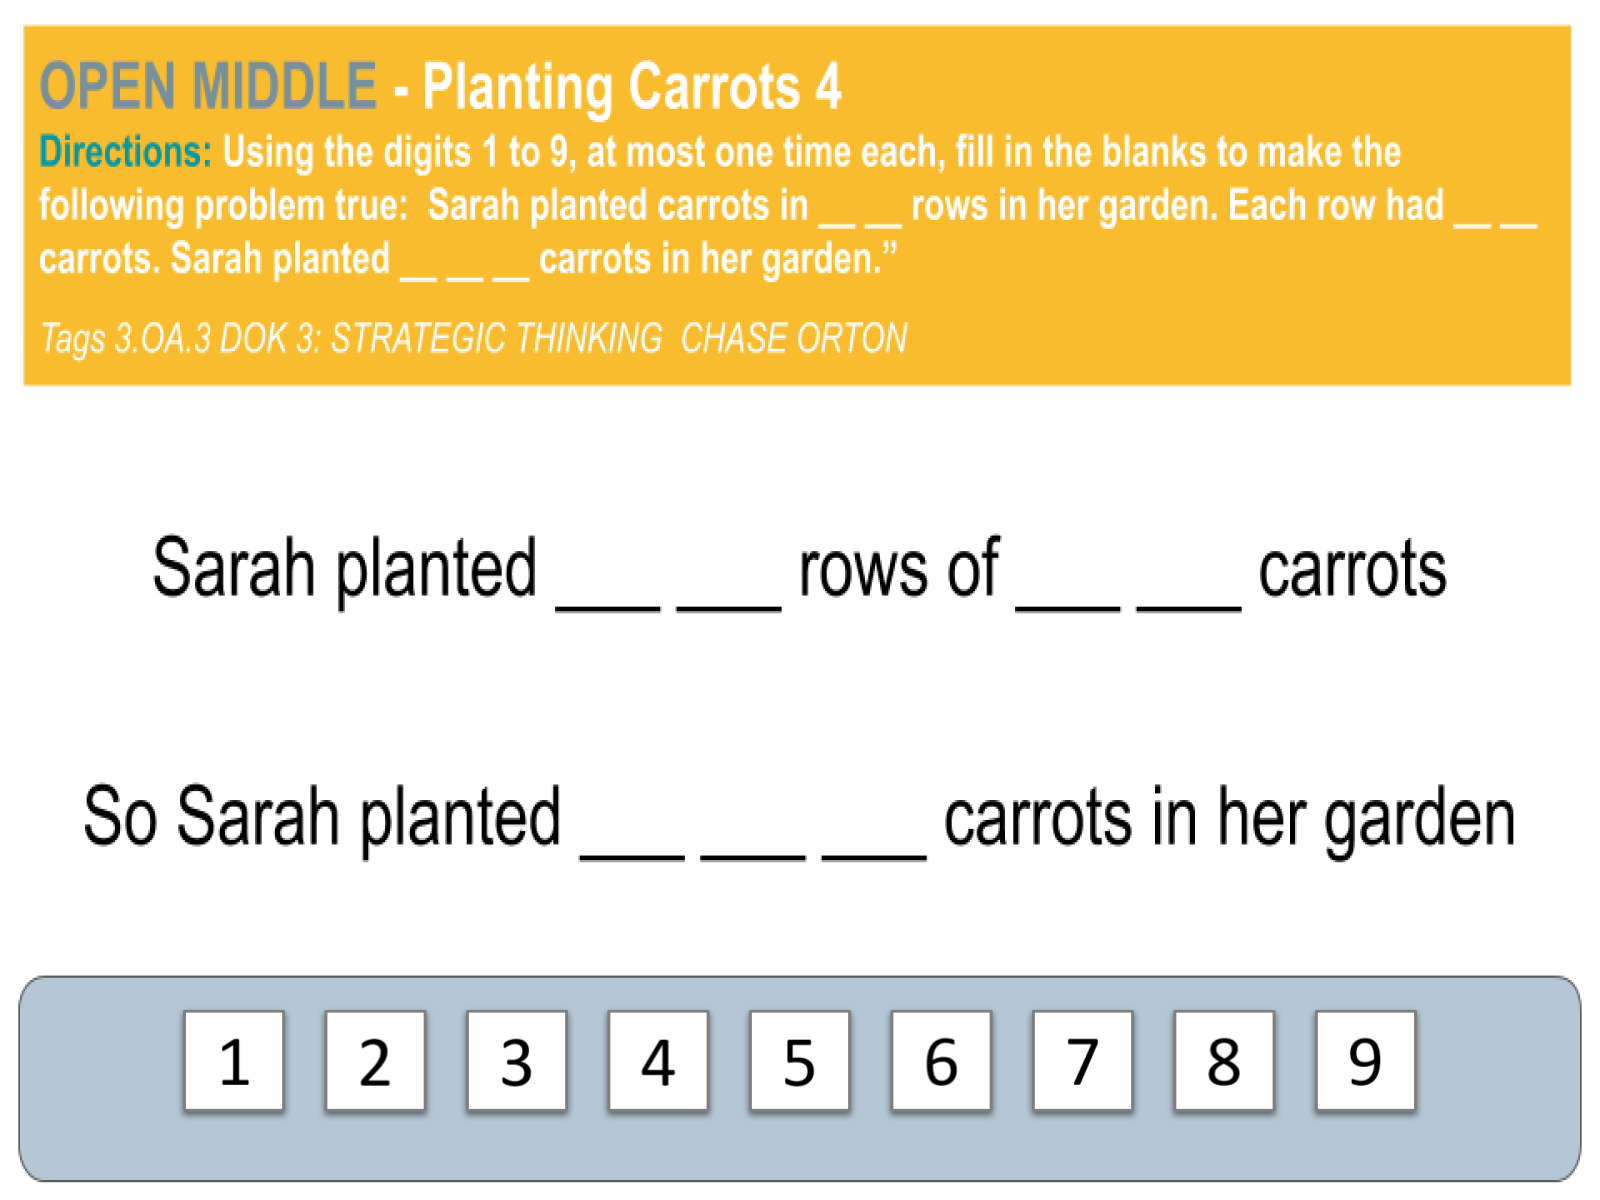 OPEN MIDDLE - Planting Carrots 4
Directions: Using the digits 1 to 9, at most one time each, fill in the blanks to make the
following problem true:  Sarah planted carrots in __ __ rows in her garden. Each row had __ __
carrots. Sarah planted __ __ __ carrots in her garden.”
Tags 3.OA.3 DOK 3: STRATEGIC THINKING  CHASE ORTON
Sarah planted ___ ___ rows of ___ ___ carrots
So Sarah planted ___ ___ ___ carrots in her garden
1 2 3 4 5 6 7 8 9